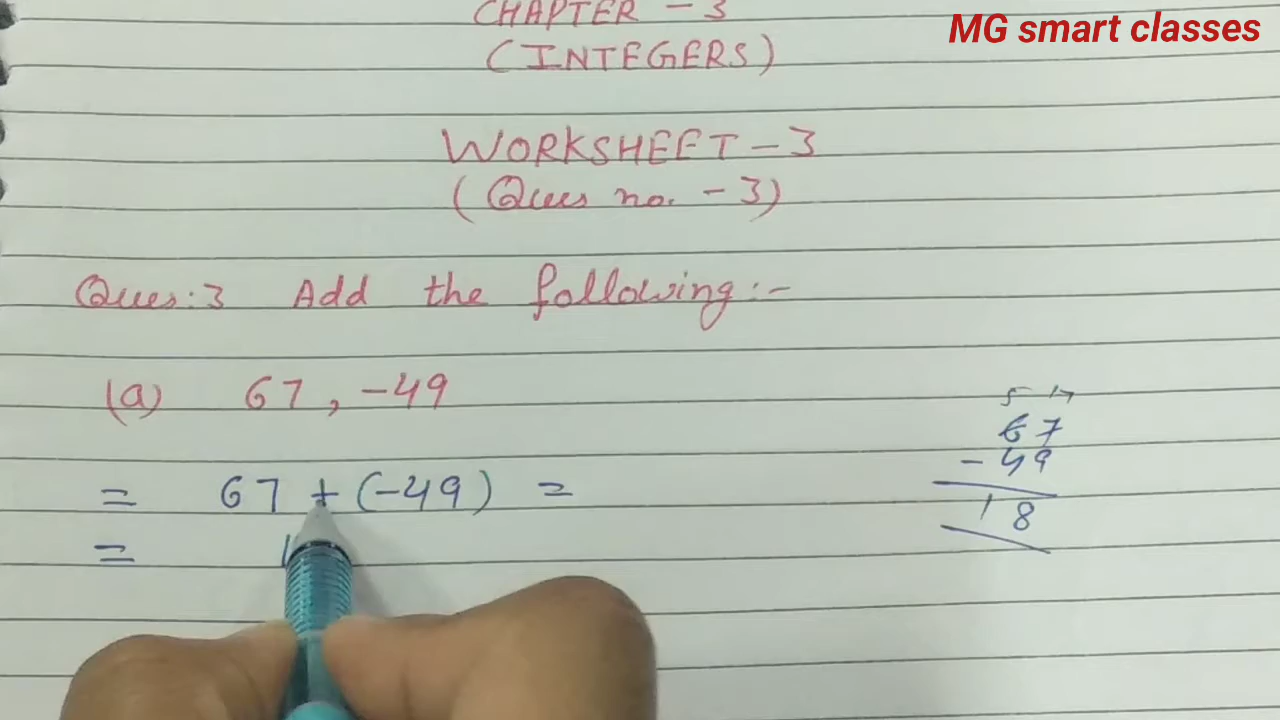 MG smart classes
CHAPTER - 3
(INTEGERS)
WORKSHEET - 3
(Ques no. - 3)
Ques:3 Add the following:-
(a) 67, -49
= 67 + (-49) =
=
5 17
67
- 49
18